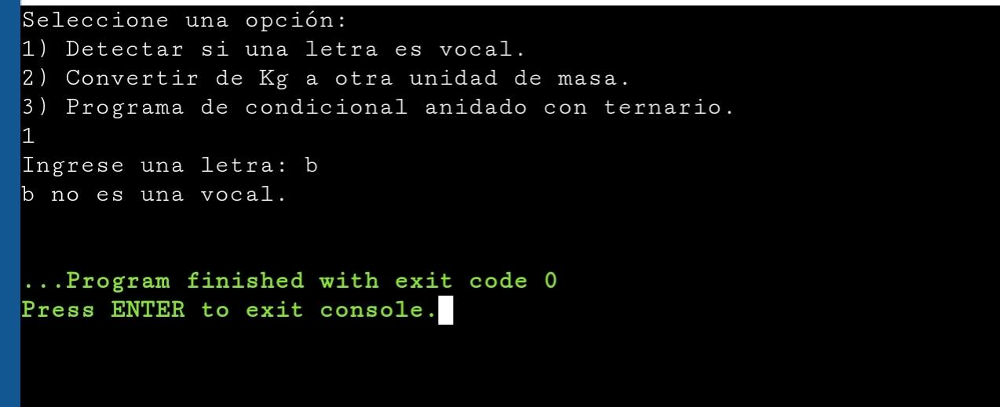 Seleccione una opción:
1) Detectar si una letra es vocal.
2) Convertir de Kg a otra unidad de masa.
3) Programa de condicional anidado con ternario.
1
Ingrese una letra: b
b no es una vocal.
...Program finished with exit code 0
Press ENTER to exit console.